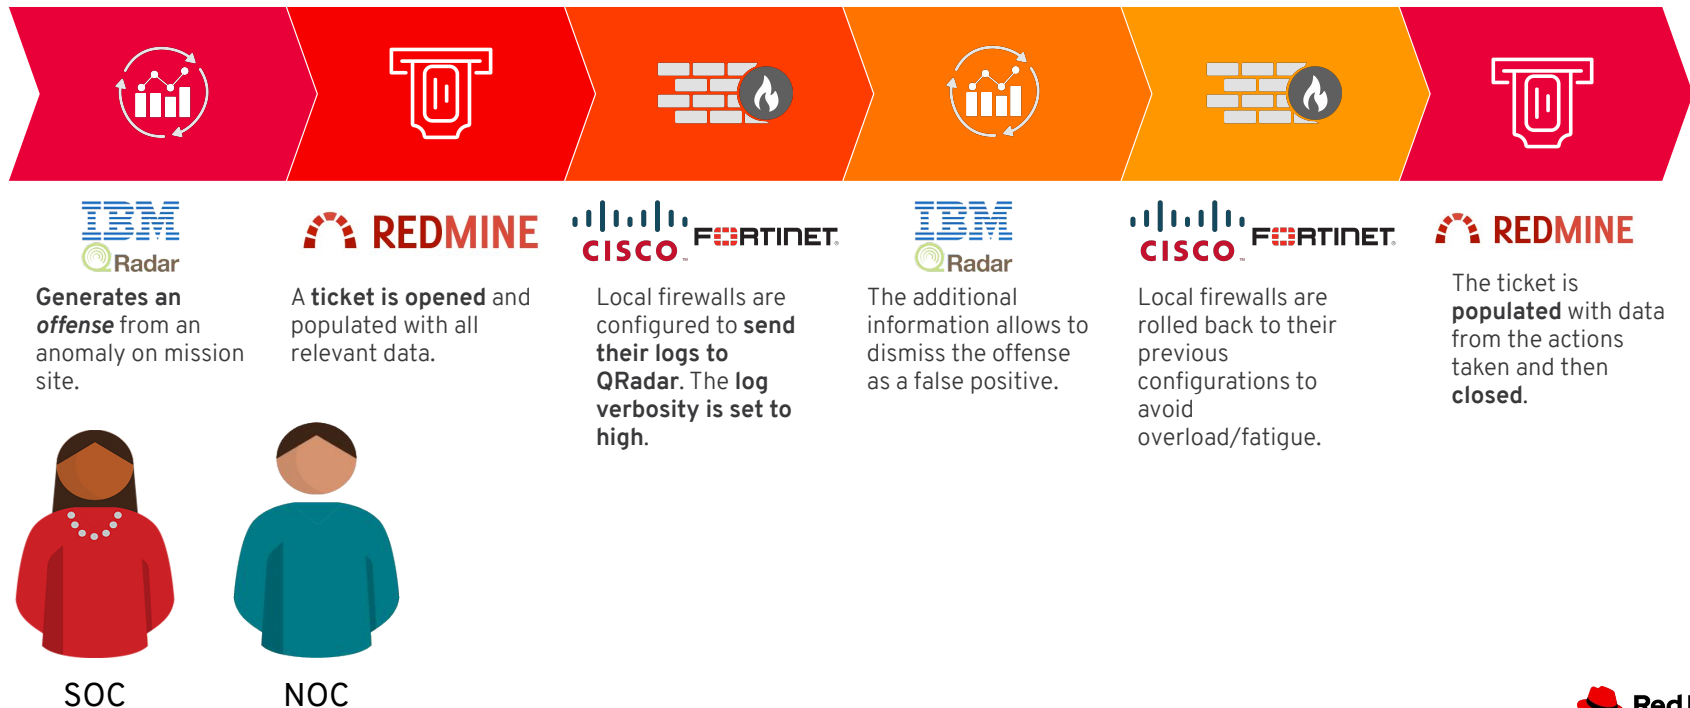 IBM
QRadar
Generates an
offense from an
anomaly on mission
site.
REDMINE
A ticket is opened and
populated with all
relevant data.
CISCO
FORTINET
Local firewalls are
configured to send
their logs to
QRadar. The log
verbosity is set to
high.
IBM
QRadar
The additional
information allows to
dismiss the offense
as a false positive.
CISCO
FORTINET
Local firewalls are
rolled back to their
previous
configurations to
avoid
overload/fatigue.
REDMINE
The ticket is
populated with data
from the actions
taken and then
closed.
SOC
NOC
Red